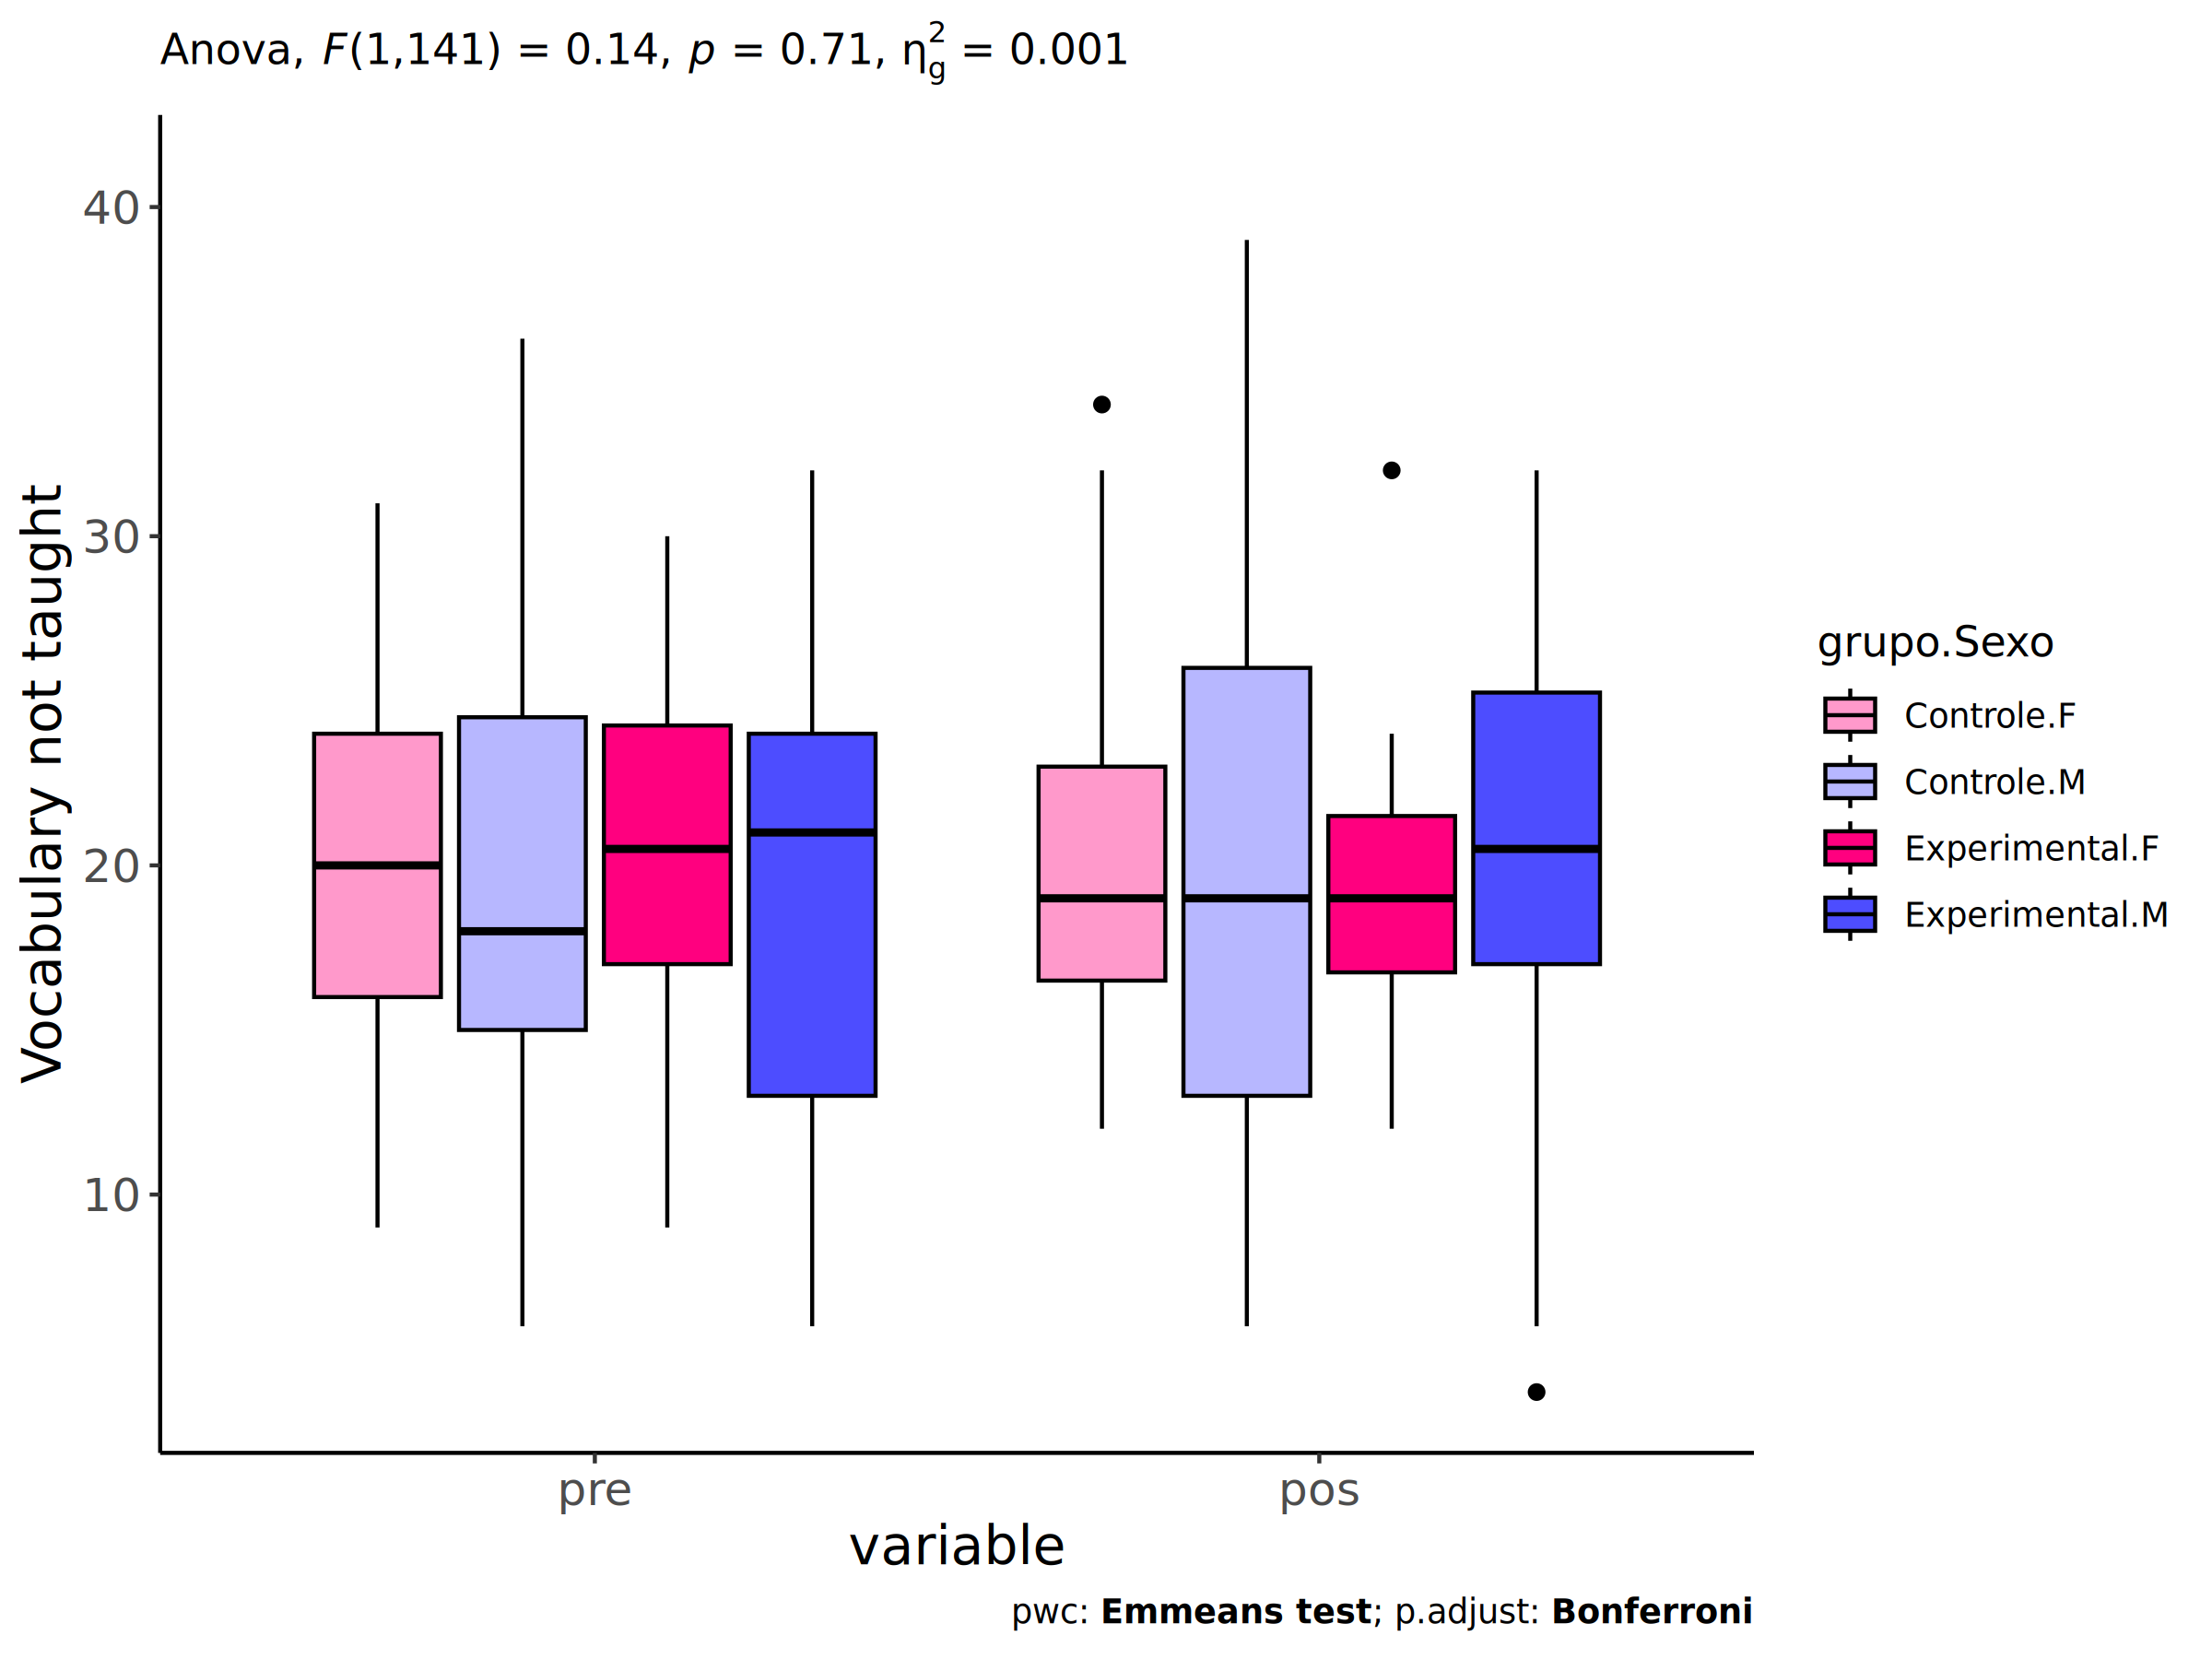 Anova, F(1,141) = 0.14, p = 0.71, η²g = 0.001
Vocabulary not taught
40
30
20
10
pre
pos
variable
grupo.Sexo
Controle.F
Controle.M
Experimental.F
Experimental.M
pwc: Emmeans test; p.adjust: Bonferroni